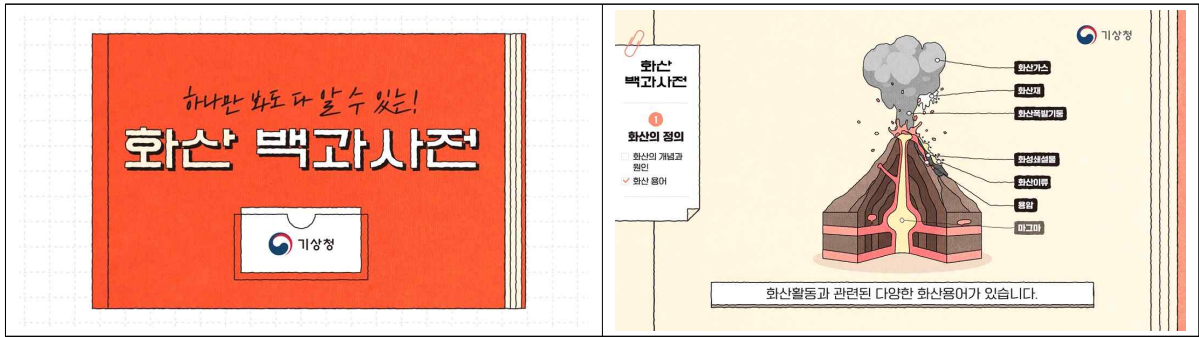 하나만 봐도 다 알 수 있는!
화산 백과사전
기상청
기상청
화산
백과사전
1
화산의 정의
화산의 개념과
원인
화산 용어
화산가스
화산재
화산폭발기둥
화성쇄설물
화산이류
용암
마그마
화산활동과 관련된 다양한 화산용어가 있습니다.